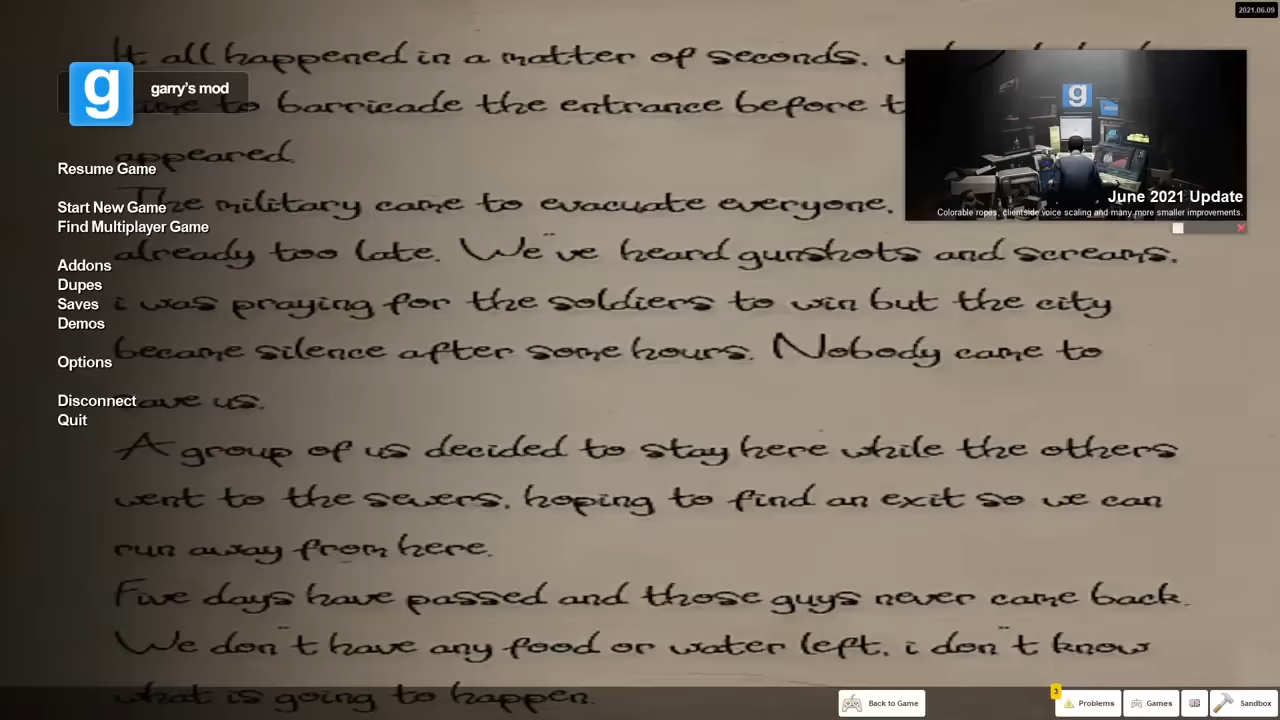 2021.06.09
It all happened in a matter of seconds.
garry's mod
time to barricade the entrance before
appeared.
Resume Game
The military came to evacuate everyone.
June 2021 Update
Colorable ropes, clientside voice scaling and many more smaller improvements.
Start New Game
Find Multiplayer Game
already too late. We"ve heard gunshots and screams.
Addons
Dupes
Saves
Demos
i was praying for the soldiers to win but the city
became silence after some hours. Nobody came to
Options
save us.
Disconnect
Quit
A group of us decided to stay here while the others
went to the sewers. hoping to find an exit so we can
run away from here.
Five days have passed and those guys never came back.
We don"t have any food or water left. i don"t know
what is going to happen.
Back to Game
3
Problems
Games
Sandbox